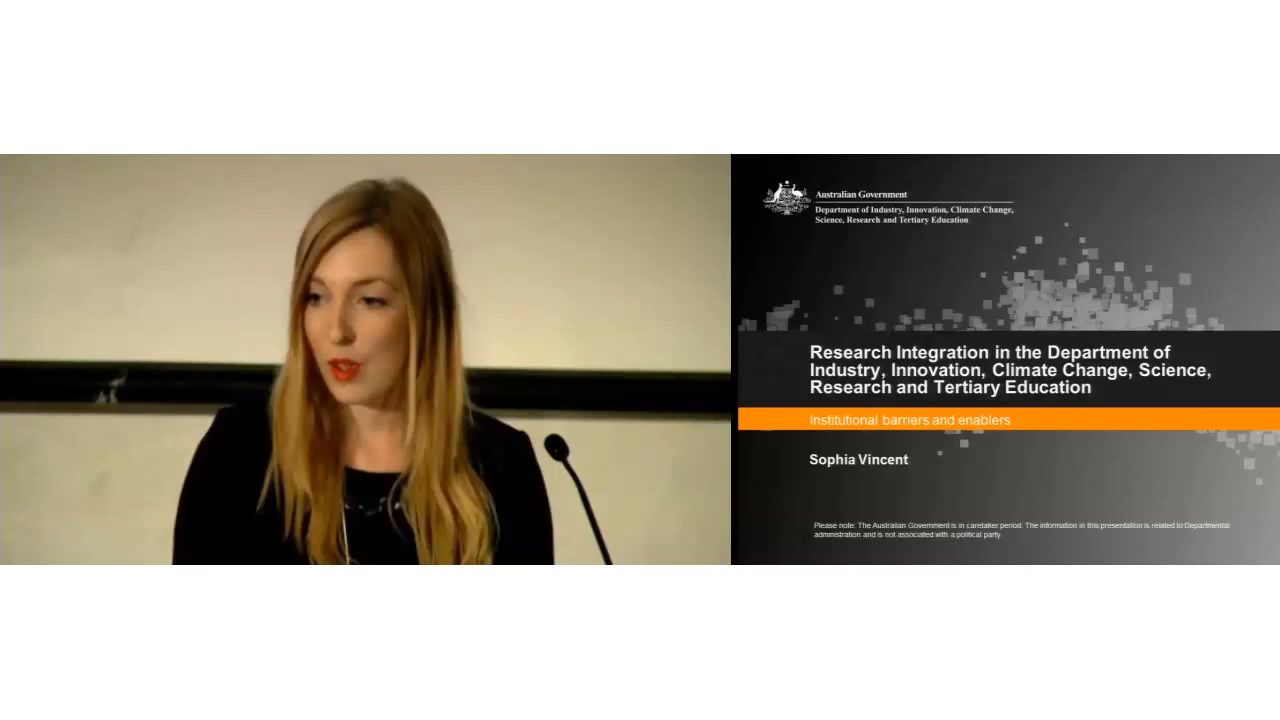 Australian Government
Department of Industry, Innovation, Climate Change,
Science, Research and Tertiary Education
Research Integration in the Department of
Industry, Innovation, Climate Change, Science,
Research and Tertiary Education
Institutional barriers and enablers
Sophia Vincent
Please note: The Australian Government is in caretaker period. The information in this presentation is related to Departmental
administration and is not associated with a political party